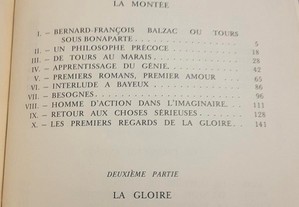 LA MONTÉE
I. – BERNARD-FRANÇOIS BALZAC OU TOURS
SOUS BONAPARTE. 5
II. – UN PHILOSOPHE PRÉCOCE 18
III. – DE TOURS AU MARAIS 28
IV. – APPRENTISSAGE DU GÉNIE. 42
V. – PREMIERS ROMANS, PREMIER AMOUR 65
VI. – INTERLUDE A BAYEUX 86
VII. – BESOGNES 96
VIII. – HOMME D'ACTION DANS L'IMAGINAIRE. 111
IX. – RETOUR AUX CHOSES SÉRIEUSES 128
X. – LES PREMIERS REGARDS DE LA GLOIRE. 141
DEUXIÈME PARTIE
LA GLOIRE